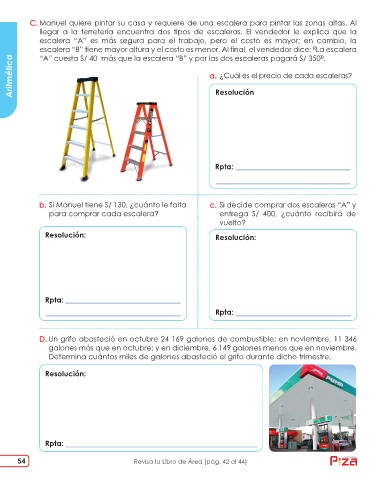 Aritmética
C. Manuel quiere pintar su casa y requiere de una escalera para pintar las zonas altas. Al
llegar a la ferretería encuentra dos tipos de escaleras. El vendedor le explica que la
escalera “A” es más segura para el trabajo, pero el costo es mayor; en cambio, la
escalera “B” tiene mayor altura y el costo es menor. Al final, el vendedor dice: “La escalera
“A” cuesta S/ 40 más que la escalera “B” y por las dos escaleras pagará S/ 350”.
a. ¿Cuál es el precio de cada escaleras?
Resolución
Rpta:
b. Si Manuel tiene S/ 130, ¿cuánto le falta
para comprar cada escalera?
Resolución:
Rpta:
c. Si decide comprar dos escaleras “A” y
entrega S/ 400, ¿cuánto recibirá de
vuelto?
Resolución:
Rpta:
D. Un grifo abasteció en octubre 24 169 galones de combustible; en noviembre, 11 346
galones más que en octubre; y en diciembre, 6 149 galones menos que en noviembre.
Determina cuántos miles de galones abasteció el grifo durante dicho trimestre.
Resolución:
Rpta:
54
Revisa tu Libro de Área (pág. 42 al 44)
Piza